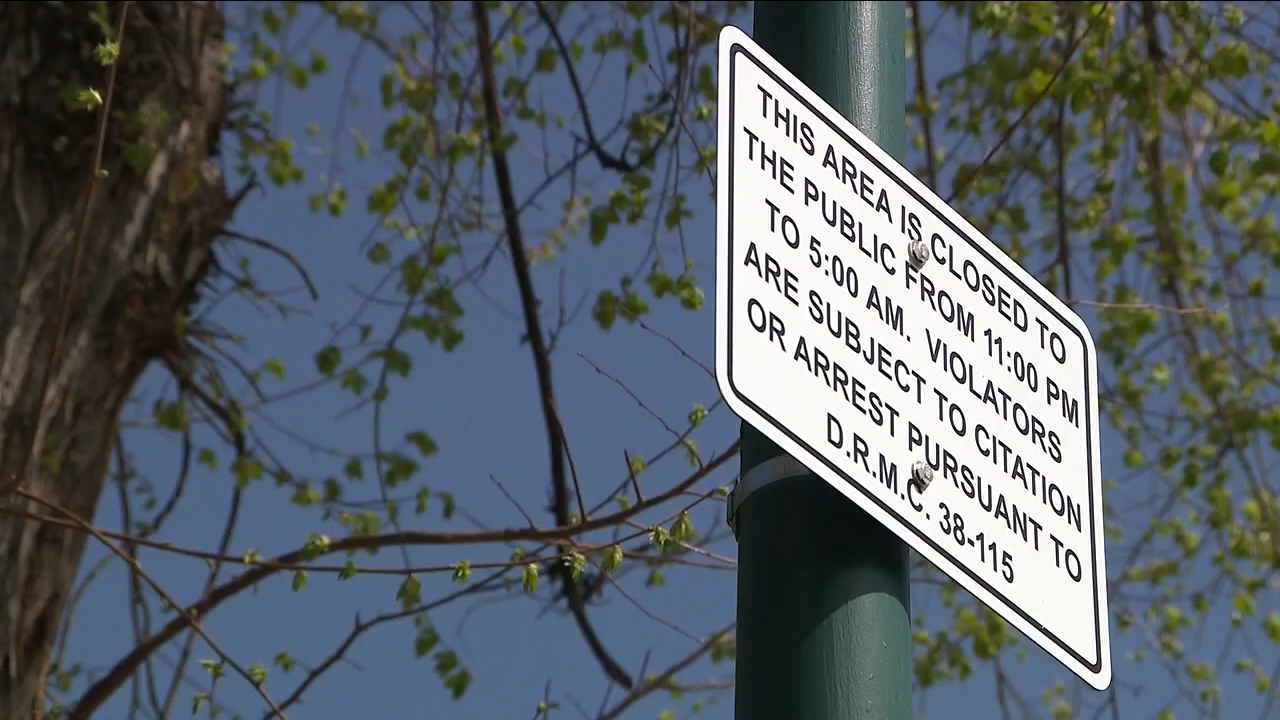 THIS AREA IS CLOSED TO
THE PUBLIC FROM 11:00 PM
TO 5:00 AM. VIOLATORS
ARE SUBJECT TO CITATION
OR ARREST PURSUANT TO
D.R.M.C. 38-115